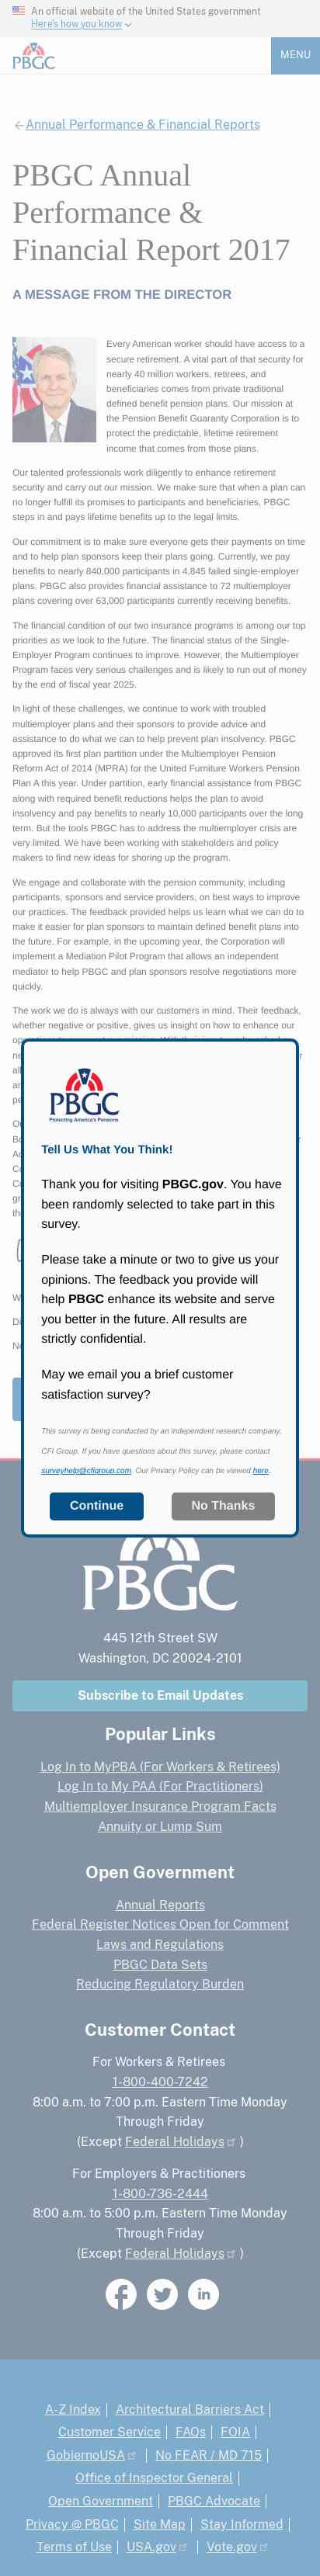 An official website of the United States government
Here's how you know
PBGC
MENU
Annual Performance & Financial Reports
PBGC Annual
Performance &
Financial Report 2017
A MESSAGE FROM THE DIRECTOR
Every American worker should have access to a
secure retirement. A vital part of that security for
nearly 40 million workers, retirees, and
beneficiaries comes from private traditional
defined benefit pension plans. Our mission at
the Pension Benefit Guaranty Corporation is to
protect the predictable, lifetime retirement
income that comes from those plans.
Our talented professionals work diligently to enhance retirement
security and carry out our mission. We make sure that when a plan can
no longer fulfill its promises to participants and beneficiaries, PBGC
steps in and pays lifetime benefits up to the legal limits.
Our commitment is to make sure everyone gets their payments on time
and to help plan sponsors keep their plans going. Currently, we pay
benefits to nearly 840,000 participants in 4,845 failed single-employer
plans. PBGC also provides financial assistance to 72 multiemployer
plans covering over 63,000 participants currently receiving benefits.
The financial condition of our two insurance programs is among our top
priorities as we look to the future. The financial status of the Single-
Employer Program continues to improve. However, the Multiemployer
Program faces very serious challenges and is likely to run out of money
by the end of fiscal year 2025.
In light of these challenges, we continue to work with troubled
multiemployer plans and their sponsors to provide advice and
assistance to do what we can to help prevent plan insolvency. PBGC
approved its first plan partition under the Multiemployer Pension
Reform Act of 2014 (MPRA) for the United Furniture Workers Pension
Plan A this year. Under partition, early financial assistance from PBGC
along with required benefit reductions helps the plan to avoid
insolvency and pay benefits to nearly 10,000 participants over the long
term. But the tools PBGC has to address the multiemployer crisis are
very limited. We have been working with stakeholders and policy
makers to find new ideas for shoring up the program.
We engage and collaborate with the pension community, including
participants, sponsors and service providers, on best ways to improve
our practices. The feedback provided helps us learn what we can do to
make it easier for plan sponsors to maintain defined benefit plans into
the future. For example, in the upcoming year, the Corporation will
implement a Mediation Pilot Program that allows an independent
mediator to help PBGC and plan sponsors resolve negotiations more
quickly.
The work we do is always with our customers in mind. Their feedback,
whether negative or positive, gives us insight on how to enhance our
PBGC
Protecting America's Pensions
Tell Us What You Think!
Thank you for visiting PBGC.gov. You have
been randomly selected to take part in this
survey.
Please take a minute or two to give us your
opinions. The feedback you provide will
help PBGC enhance its website and serve
you better in the future. All results are
strictly confidential.
May we email you a brief customer
satisfaction survey?
This survey is being conducted by an independent research company,
CFI Group. If you have questions about this survey, please contact
surveyhelp@cfigroup.com. Our Privacy Policy can be viewed here.
Continue No Thanks
PBGC
445 12th Street SW
Washington, DC 20024-2101
Subscribe to Email Updates
Popular Links
Log In to MyPBA (For Workers & Retirees)
Log In to My PAA (For Practitioners)
Multiemployer Insurance Program Facts
Annuity or Lump Sum
Open Government
Annual Reports
Federal Register Notices Open for Comment
Laws and Regulations
PBGC Data Sets
Reducing Regulatory Burden
Customer Contact
For Workers & Retirees
1-800-400-7242
8:00 a.m. to 7:00 p.m. Eastern Time Monday
Through Friday
(Except Federal Holidays )
For Employers & Practitioners
1-800-736-2444
8:00 a.m. to 5:00 p.m. Eastern Time Monday
Through Friday
(Except Federal Holidays )
A-Z Index | Architectural Barriers Act |
Customer Service | FAQs | FOIA |
GobiernoUSA | No FEAR / MD 715 |
Office of Inspector General |
Open Government | PBGC Advocate |
Privacy @ PBGC | Site Map | Stay Informed |
Terms of Use | USA.gov | Vote.gov